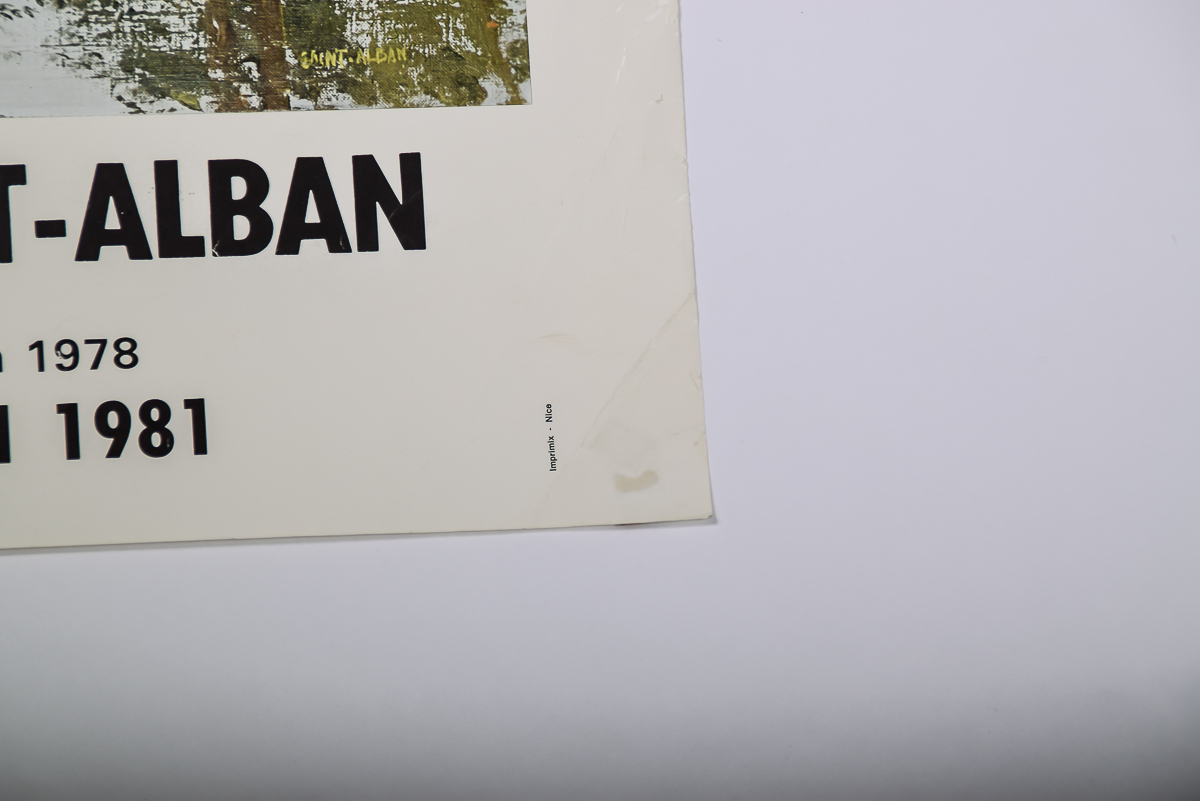 SAINT-ALBAN
T-ALBAN
1978
1981
Imprimix - Nice